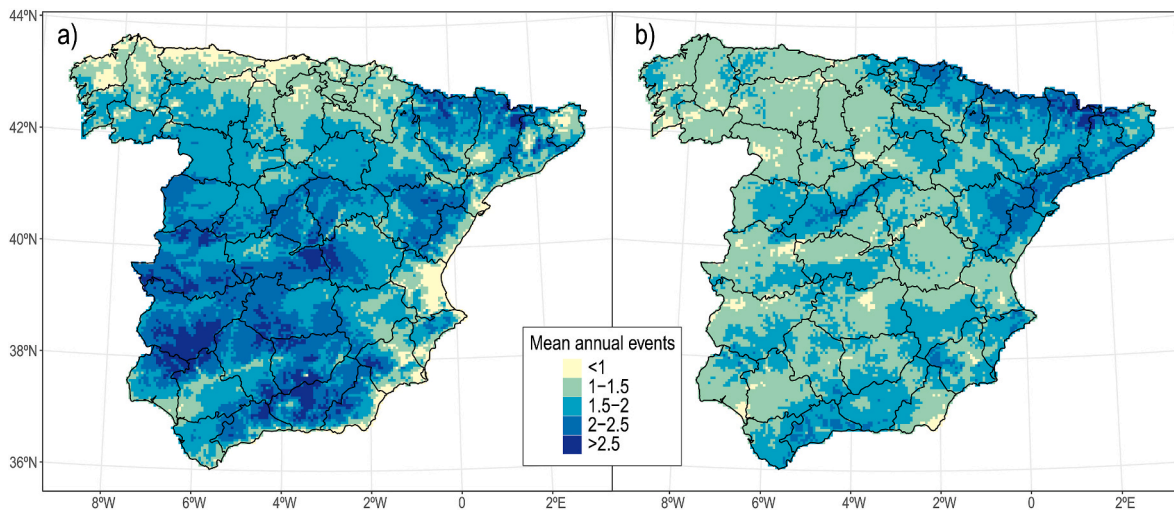 44ºN
42ºN
40ºN
38ºN
36ºN
a)
b)
Mean annual events
<1
1−1.5
1.5−2
2−2.5
>2.5
8ºW 6ºW 4ºW 2ºW 0 2ºE
8ºW 6ºW 4ºW 2ºW 0 2ºE